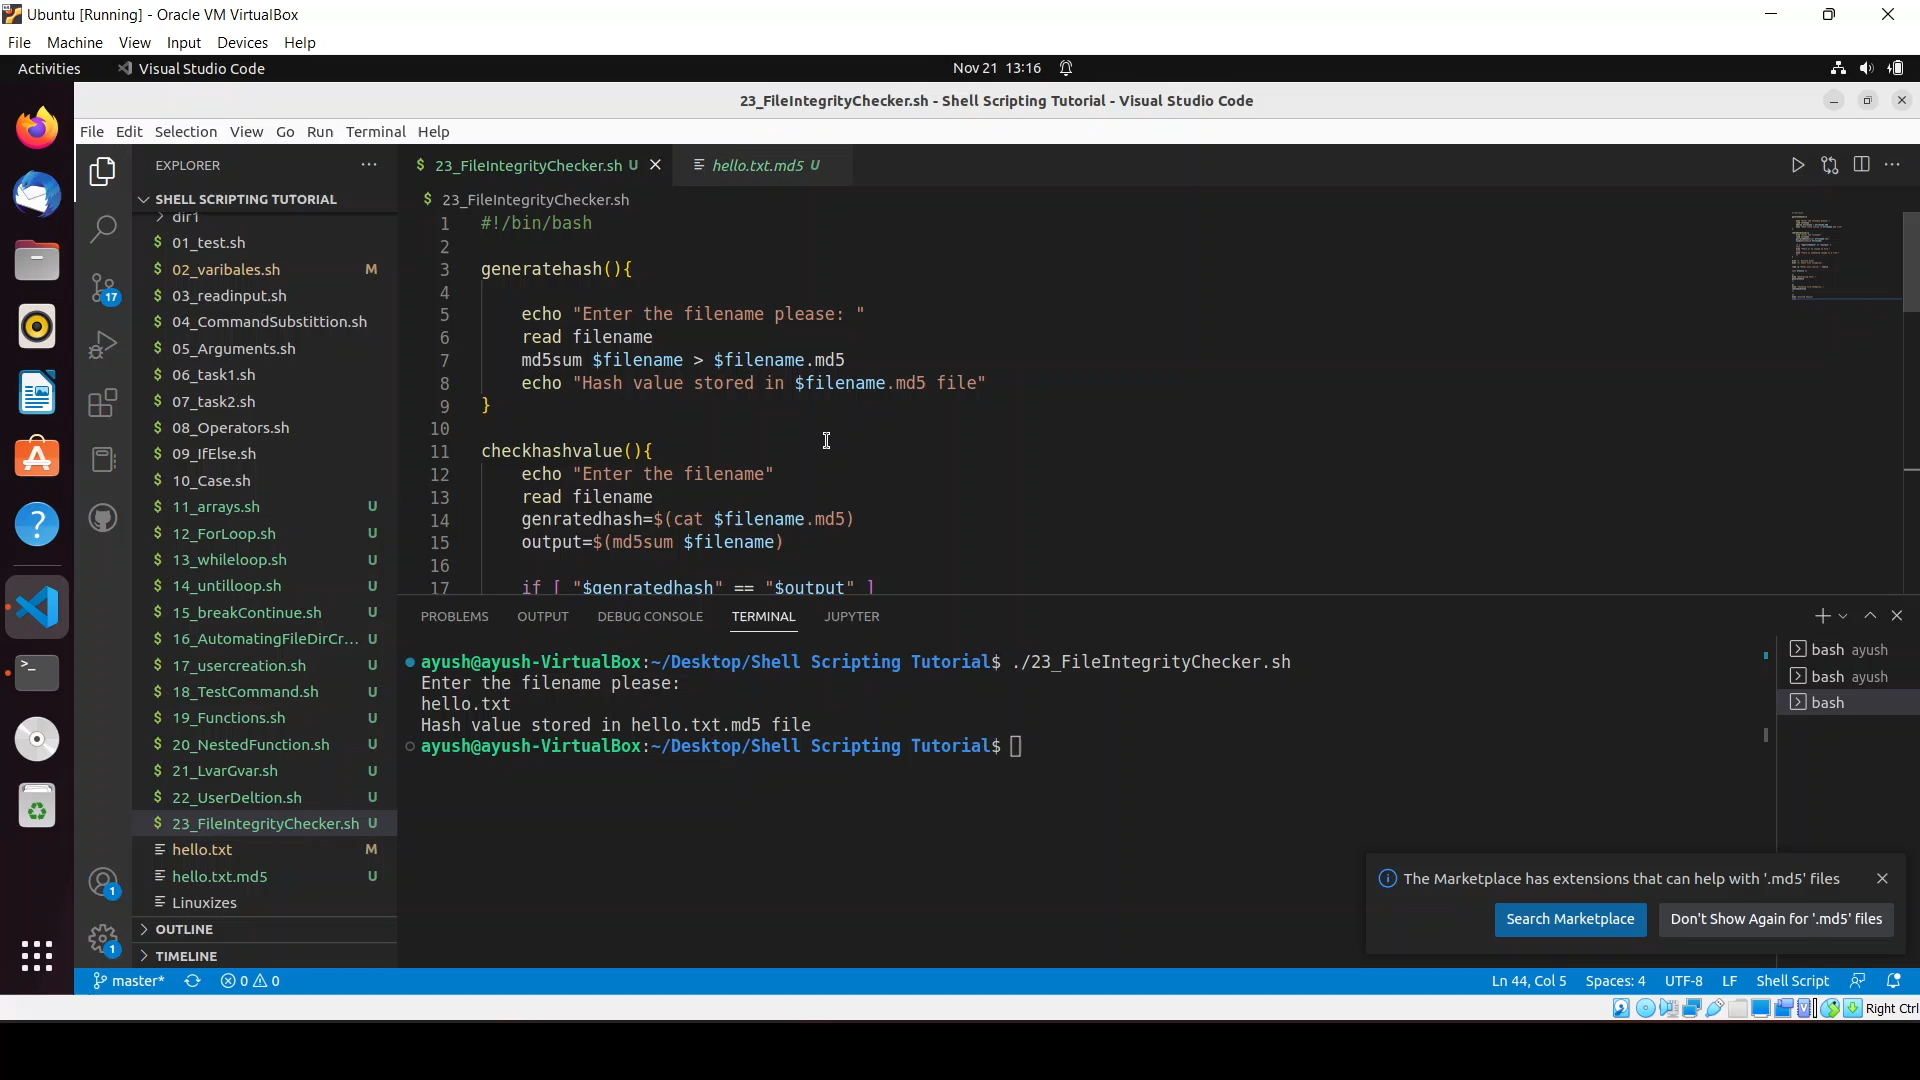 Ubuntu [Running] - Oracle VM VirtualBox
File Machine View Input Devices Help
Activities Visual Studio Code Nov 21 13:16
23_FileIntegrityChecker.sh - Shell Scripting Tutorial - Visual Studio Code
File Edit Selection View Go Run Terminal Help
EXPLORER
SHELL SCRIPTING TUTORIAL
dir1
$ 01_test.sh
$ 02_varibales.sh M
$ 03_readinput.sh
$ 04_CommandSubstittion.sh
$ 05_Arguments.sh
$ 06_task1.sh
$ 07_task2.sh
$ 08_Operators.sh
$ 09_IfElse.sh
$ 10_Case.sh
$ 11_arrays.sh U
$ 12_ForLoop.sh U
$ 13_whileloop.sh U
$ 14_untilloop.sh U
$ 15_breakContinue.sh U
$ 16_AutomatingFileDirCr... U
$ 17_usercreation.sh U
$ 18_TestCommand.sh U
$ 19_Functions.sh U
$ 20_NestedFunction.sh U
$ 21_LvarGvar.sh U
$ 22_UserDeltion.sh U
$ 23_FileIntegrityChecker.sh U
hello.txt M
hello.txt.md5 U
Linuxizes
OUTLINE
TIMELINE
17
1
1
$ 23_FileIntegrityChecker.sh U hello.txt.md5 U
$ 23_FileIntegrityChecker.sh
1 #!/bin/bash
2
3 generatehash(){
4
5 echo "Enter the filename please: "
6 read filename
7 md5sum $filename > $filename.md5
8 echo "Hash value stored in $filename.md5 file"
9 }
10
11 checkhashvalue(){
12 echo "Enter the filename"
13 read filename
14 genratedhash=$(cat $filename.md5)
15 output=$(md5sum $filename)
16
17 if [ "$genratedhash" == "$output" ]
PROBLEMS OUTPUT DEBUG CONSOLE TERMINAL JUPYTER
ayush@ayush-VirtualBox:~/Desktop/Shell Scripting Tutorial$ ./23_FileIntegrityChecker.sh
Enter the filename please:
hello.txt
Hash value stored in hello.txt.md5 file
ayush@ayush-VirtualBox:~/Desktop/Shell Scripting Tutorial$
bash ayush
bash ayush
bash
The Marketplace has extensions that can help with '.md5' files
Search Marketplace Don't Show Again for '.md5' files
master* 0 0 Ln 44, Col 5 Spaces: 4 UTF-8 LF Shell Script
Right Ctrl